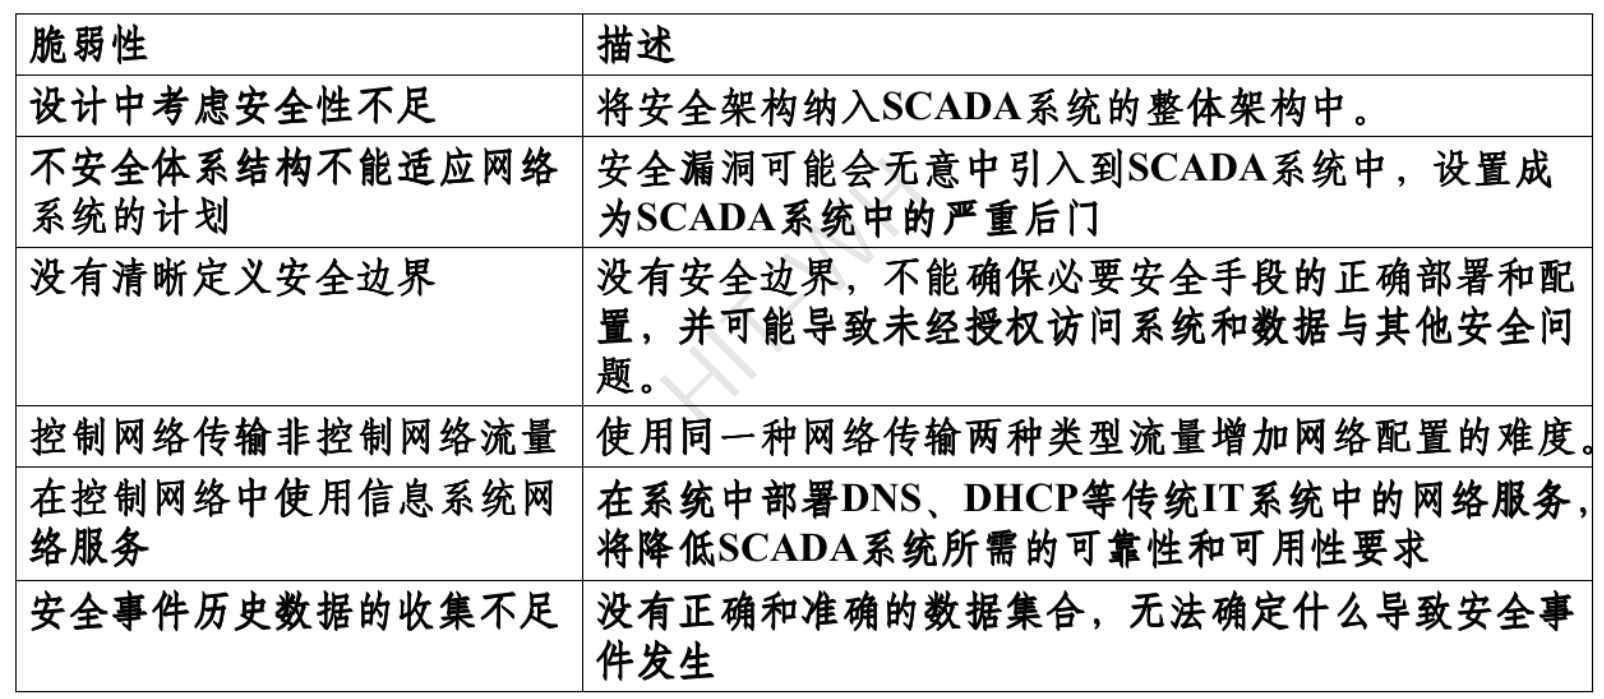 脆弱性
描述
设计中考虑安全性不足
将安全架构纳入SCADA系统的整体架构中。
不安全体系结构不能适应网络
系统的计划
安全漏洞可能会无意中引入到SCADA系统中，设置成
为SCADA系统中的严重后门
没有清晰定义安全边界
没有安全边界，不能确保必要安全手段的正确部署和配
置，并可能导致未经授权访问系统和数据与其他安全问
题。
控制网络传输非控制网络流量
使用同一种网络传输两种类型流量增加网络配置的难度。
在控制网络中使用信息系统网
络服务
在系统中部署DNS、DHCP等传统IT系统中的网络服务，
将降低SCADA系统所需的可靠性和可用性要求
安全事件历史数据的收集不足
没有正确和准确的数据集合，无法确定什么导致安全事
件发生
HIT-WH